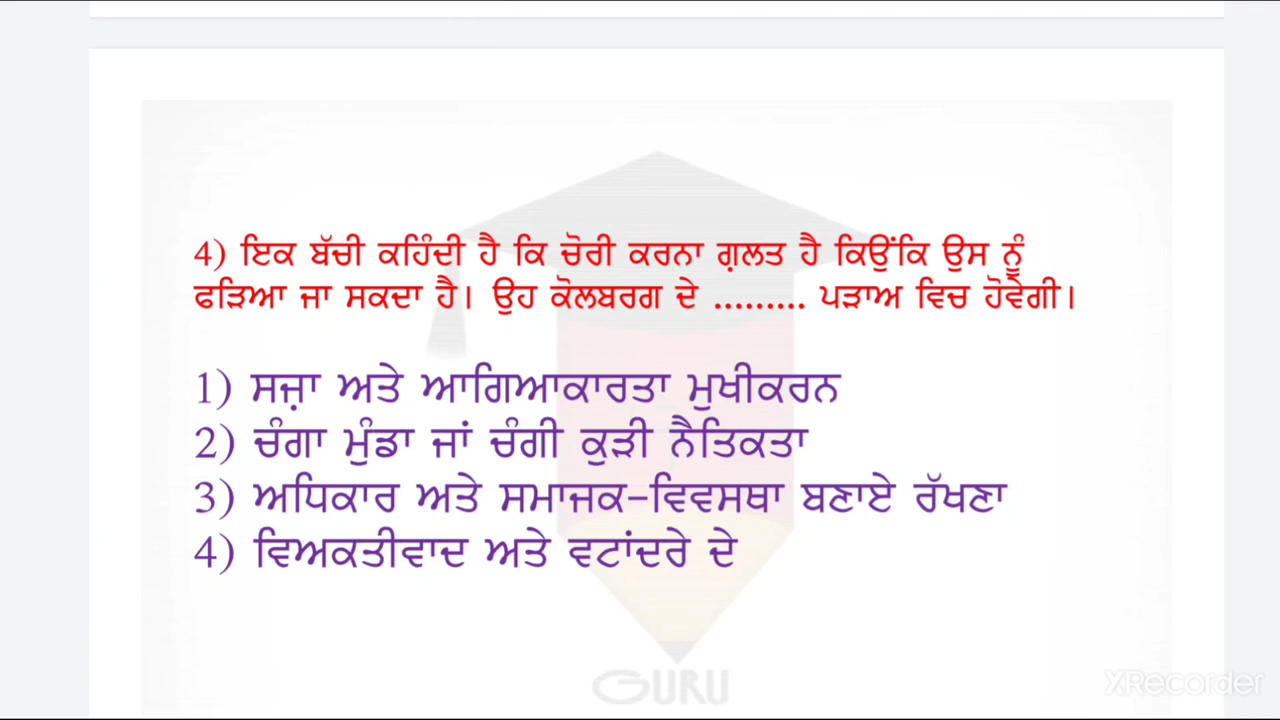 4) ਇਕ ਬੱਚੀ ਕਹਿੰਦੀ ਹੈ ਕਿ ਚੋਰੀ ਕਰਨਾ ਗ਼ਲਤ ਹੈ ਕਿਉਂਕਿ ਉਸ ਨੂੰ
ਫੜਿਆ ਜਾ ਸਕਦਾ ਹੈ। ਉਹ ਕੋਲਬਰਗ ਦੇ ......... ਪੜਾਅ ਵਿਚ ਹੋਵੇਗੀ।
1) ਸਜ਼ਾ ਅਤੇ ਆਗਿਆਕਾਰਤਾ ਮੁਖੀਕਰਨ
2) ਚੰਗਾ ਮੁੰਡਾ ਜਾਂ ਚੰਗੀ ਕੁੜੀ ਨੈਤਿਕਤਾ
3) ਅਧਿਕਾਰ ਅਤੇ ਸਮਾਜਕ-ਵਿਵਸਥਾ ਬਣਾਏ ਰੱਖਣਾ
4) ਵਿਅਕਤੀਵਾਦ ਅਤੇ ਵਟਾਂਦਰੇ ਦੇ
GURU
XRecorder